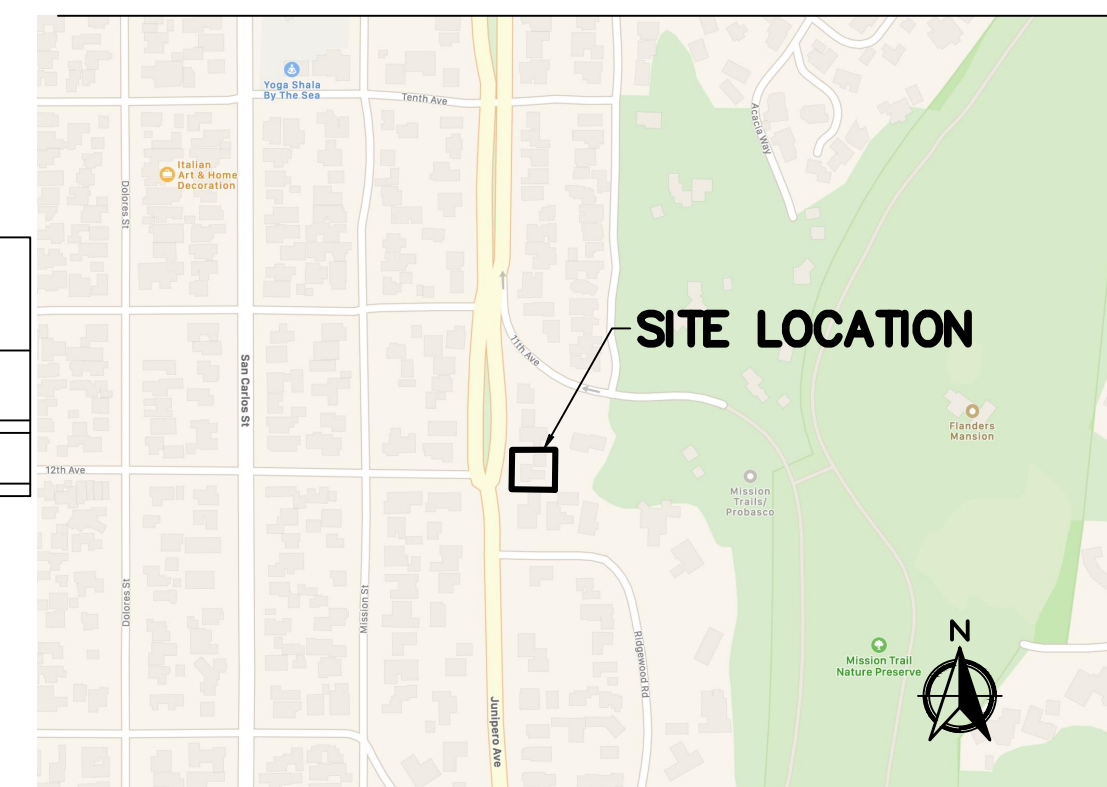 Yoga Shala
By The Sea
Tenth Ave
Acacia Way
Italian
Art & Home
Decoration
Dolores St
SITE LOCATION
11th Ave
San Carlos St
Flanders
Mansion
12th Ave
Mission
Trails/
Probasco
Dolores St
Mission St
N
Ridgewood Rd
Mission Trail
Nature Preserve
Junipero Ave